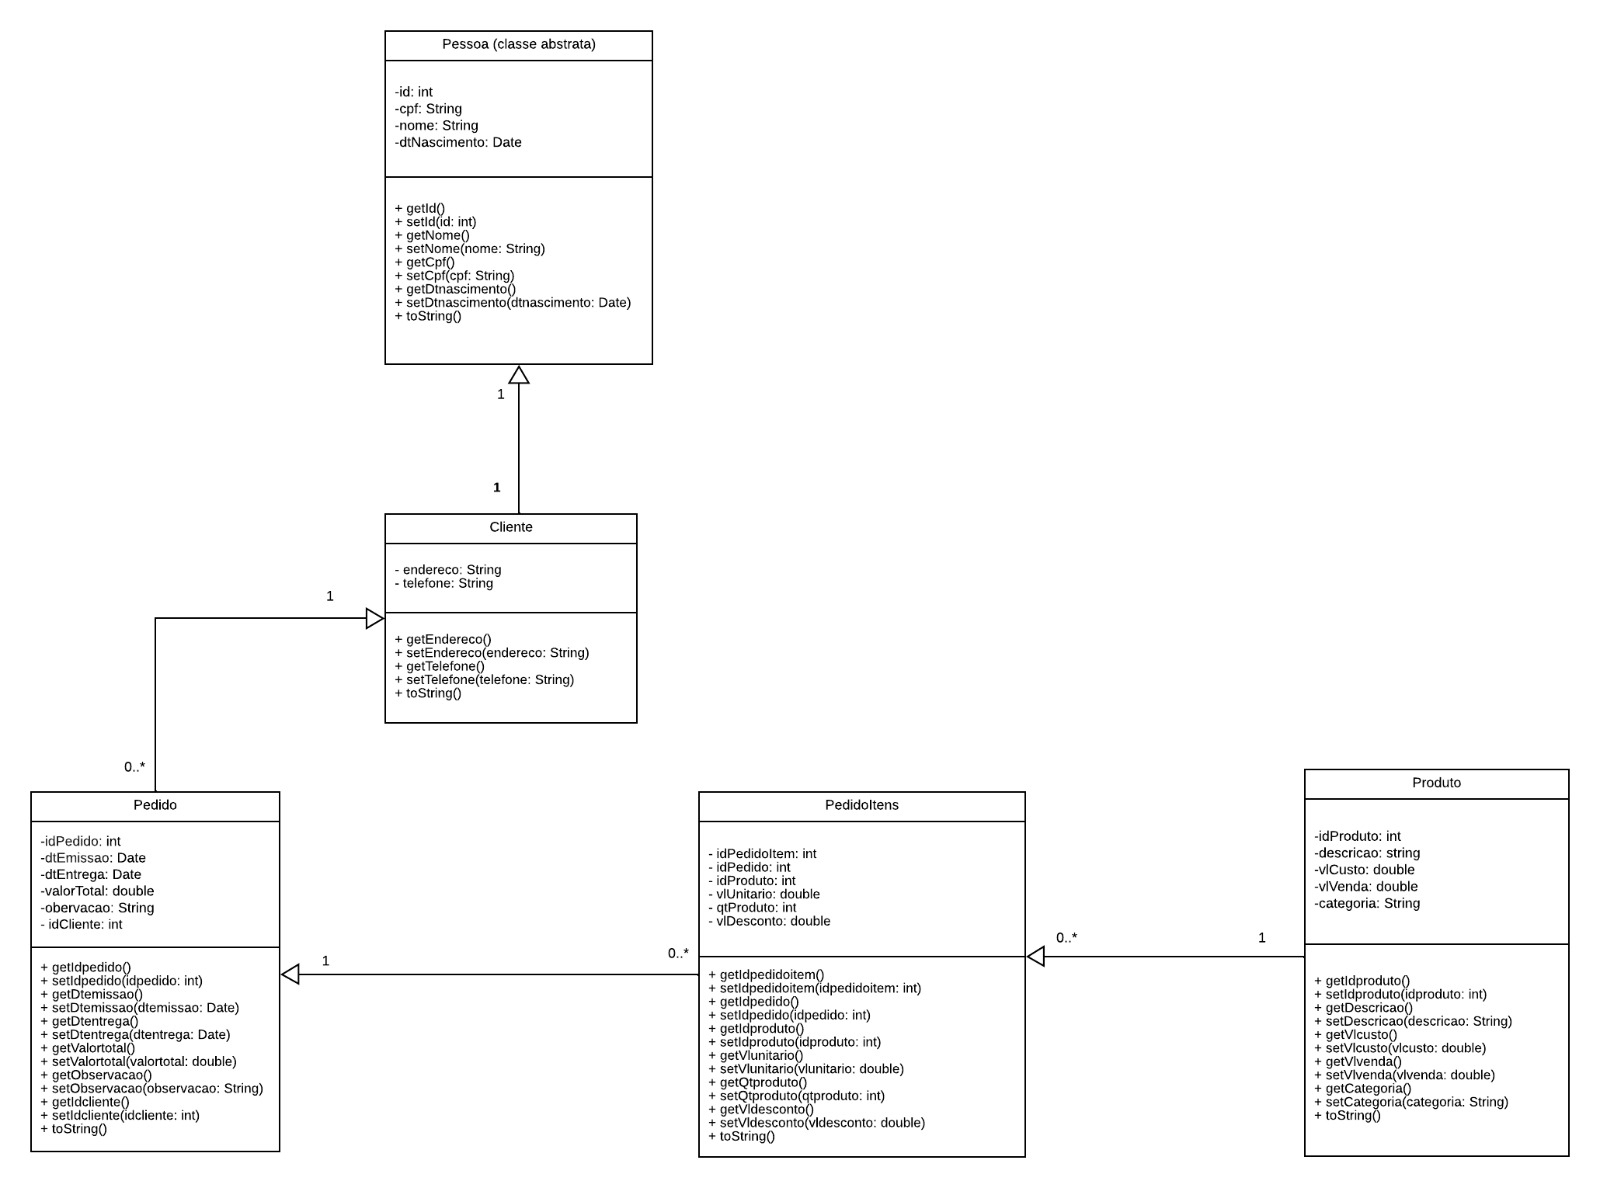 Pessoa (classe abstrata)
-id: int
-cpf: String
-nome: String
-dtNascimento: Date
+ getId()
+ setId(id: int)
+ getNome()
+ setNome(nome: String)
+ getCpf()
+ setCpf(cpf: String)
+ getDtnascimento()
+ setDtnascimento(dtnascimento: Date)
+ toString()
1
1
Cliente
- endereco: String
- telefone: String
+ getEndereco()
+ setEndereco(endereco: String)
+ getTelefone()
+ setTelefone(telefone: String)
+ toString()
1
0..*
Pedido
-idPedido: int
-dtEmissao: Date
-dtEntrega: Date
-valorTotal: double
-obervacao: String
- idCliente: int
+ getIdpedido()
+ setIdpedido(idpedido: int)
+ getDtemissao()
+ setDtemissao(dtemissao: Date)
+ getDtentrega()
+ setDtentrega(dtentrega: Date)
+ getValortotal()
+ setValortotal(valortotal: double)
+ getObservacao()
+ setObservacao(observacao: String)
+ getIdcliente()
+ setIdcliente(idcliente: int)
+ toString()
1
0..*
PedidoItens
- idPedidoItem: int
- idPedido: int
- idProduto: int
- vlUnitario: double
- qtProduto: int
- vlDesconto: double
+ getIdpedidoitem()
+ setIdpedidoitem(idpedidoitem: int)
+ getIdpedido()
+ setIdpedido(idpedido: int)
+ getIdproduto()
+ setIdproduto(idproduto: int)
+ getVlunitario()
+ setVlunitario(vlunitario: double)
+ getQtproduto()
+ setQtproduto(qtproduto: int)
+ getVldesconto()
+ setVldesconto(vldesconto: double)
+ toString()
0..*
1
Produto
-idProduto: int
-descricao: string
-vlCusto: double
-vlVenda: double
-categoria: String
+ getIdproduto()
+ setIdproduto(idproduto: int)
+ getDescricao()
+ setDescricao(descricao: String)
+ getVlcusto()
+ setVlcusto(vlcusto: double)
+ getVlvenda()
+ setVlvenda(vlvenda: double)
+ getCategoria()
+ setCategoria(categoria: String)
+ toString()